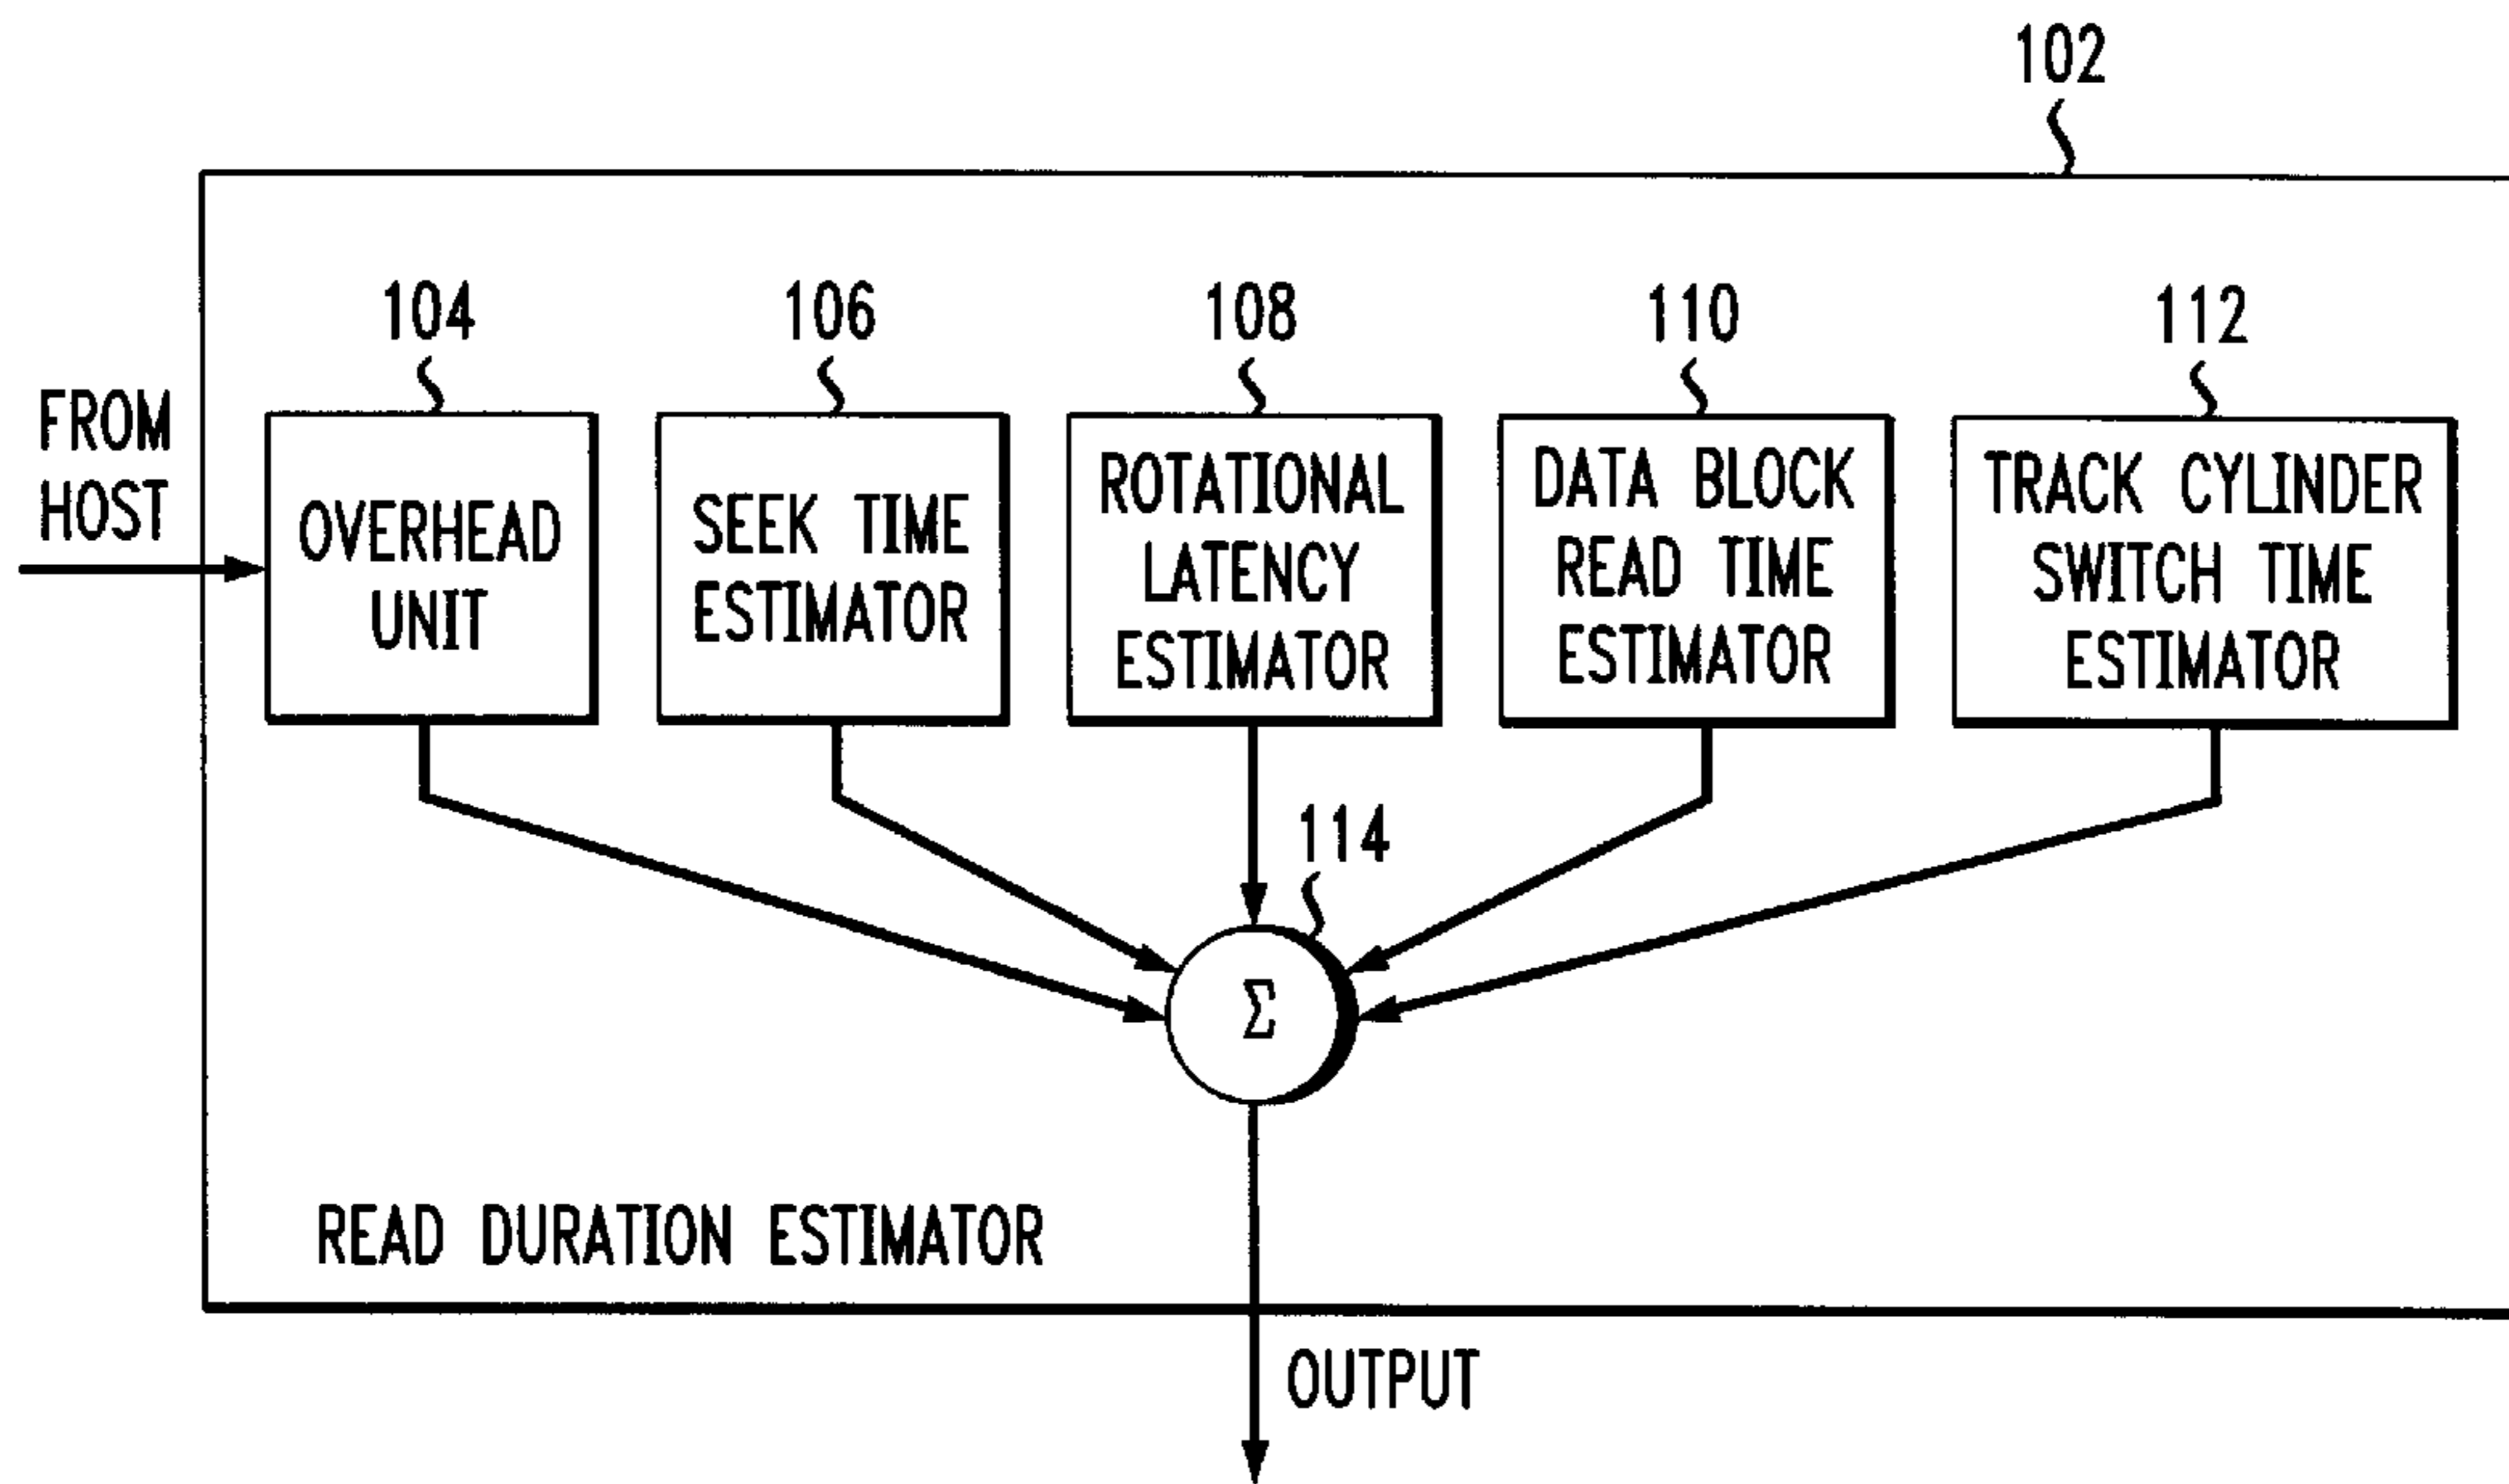 102
104
106
108
110
112
FROM
HOST
OVERHEAD
UNIT
SEEK TIME
ESTIMATOR
ROTATIONAL
LATENCY
ESTIMATOR
DATA BLOCK
READ TIME
ESTIMATOR
TRACK CYLINDER
SWITCH TIME
ESTIMATOR
114
Σ
READ DURATION ESTIMATOR
OUTPUT